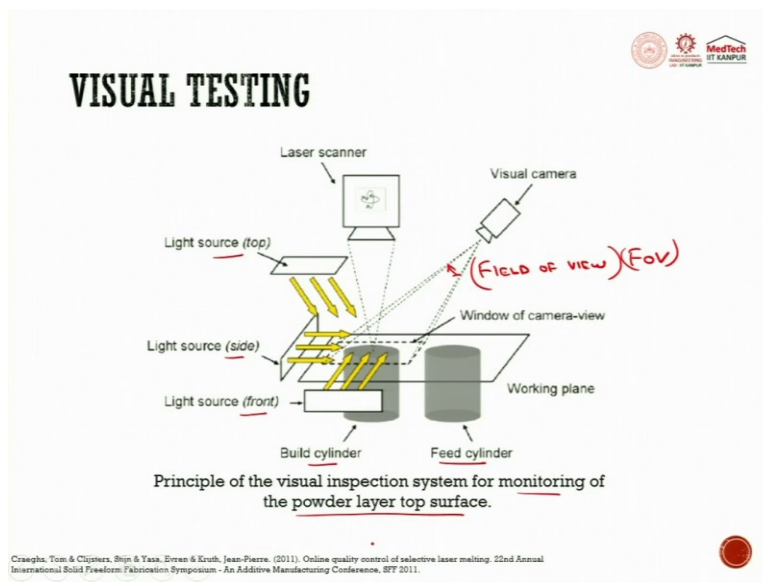 MedTech
IIT KANPUR
VISUAL TESTING
Laser scanner
Visual camera
Light source (top)
(FIELD OF VIEW)(FOV)
Window of camera-view
Light source (side)
Working plane
Light source (front)
Build cylinder
Feed cylinder
Principle of the visual inspection system for monitoring of
the powder layer top surface.
Craeghs, Tom & Clijsters, Stijn & Yasa, Evren & Kruth, Jean-Pierre. (2011). Online quality control of selective laser melting. 22nd Annual
International Solid Freeform Fabrication Symposium - An Additive Manufacturing Conference, SFF 2011.